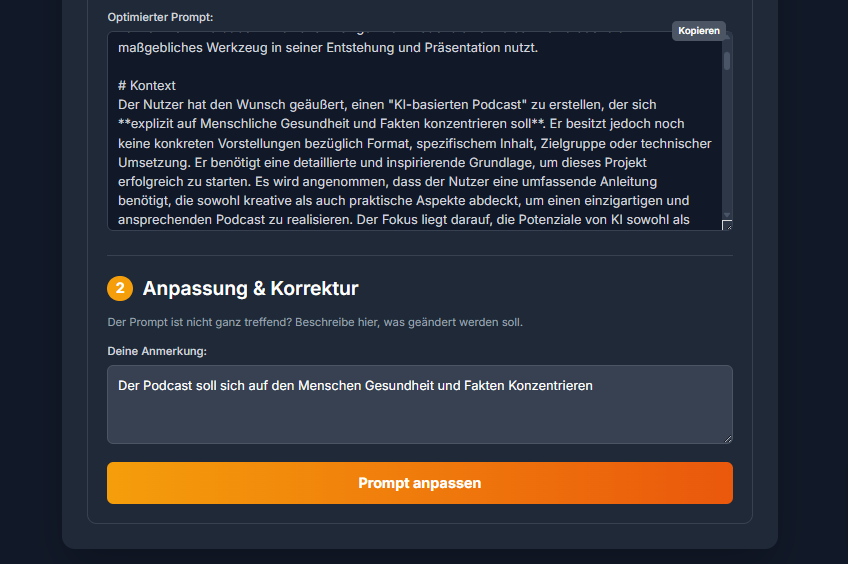 Optimierter Prompt:
Kopieren
maßgebliches Werkzeug in seiner Entstehung und Präsentation nutzt.
# Kontext
Der Nutzer hat den Wunsch geäußert, einen "KI-basierten Podcast" zu erstellen, der sich
**explizit auf Menschliche Gesundheit und Fakten konzentrieren soll**. Er besitzt jedoch noch
keine konkreten Vorstellungen bezüglich Format, spezifischem Inhalt, Zielgruppe oder technischer
Umsetzung. Er benötigt eine detaillierte und inspirierende Grundlage, um dieses Projekt
erfolgreich zu starten. Es wird angenommen, dass der Nutzer eine umfassende Anleitung
benötigt, die sowohl kreative als auch praktische Aspekte abdeckt, um einen einzigartigen und
ansprechenden Podcast zu realisieren. Der Fokus liegt darauf, die Potenziale von KI sowohl als
2 Anpassung & Korrektur
Der Prompt ist nicht ganz treffend? Beschreibe hier, was geändert werden soll.
Deine Anmerkung:
Der Podcast soll sich auf den Menschen Gesundheit und Fakten Konzentrieren
Prompt anpassen